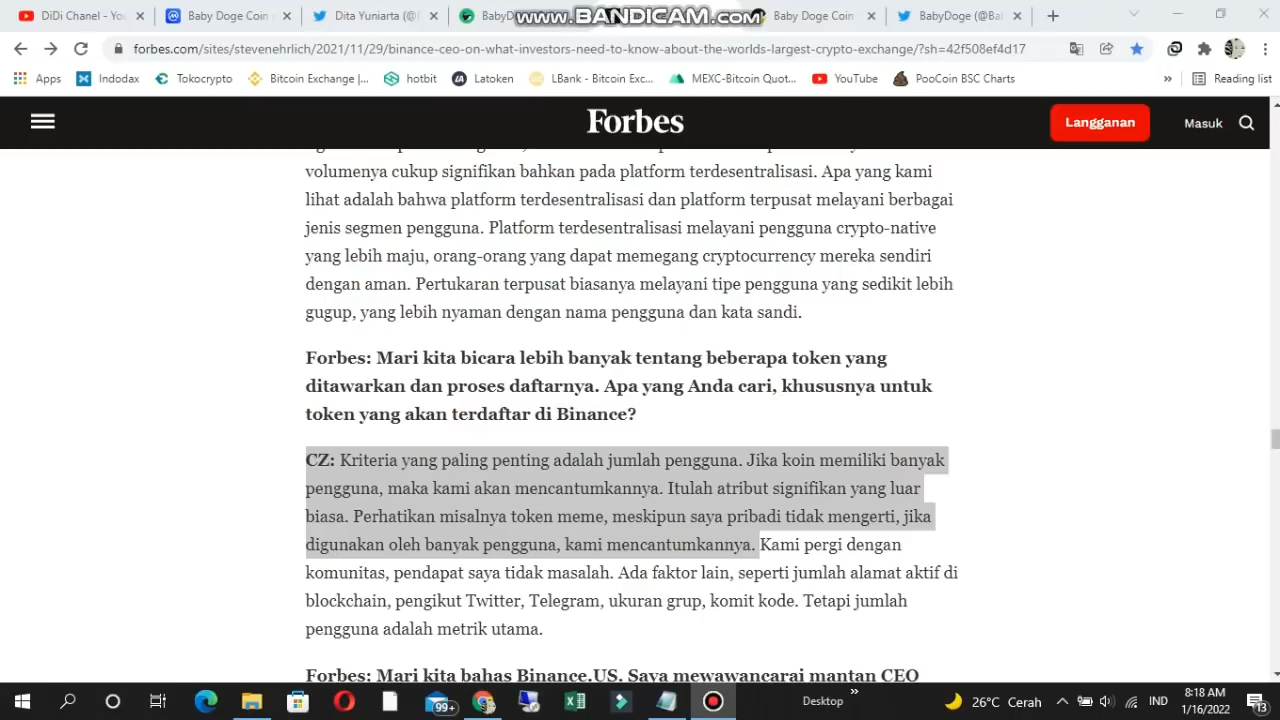 DiDi Chanel - You
Baby Doge Coin p
Dita Yuniarta (@D
BabyD
www.BANDICAM.com
Baby Doge Coin
BabyDoge (@Bab
forbes.com/sites/stevenehrlich/2021/11/29/binance-ceo-on-what-investors-need-to-know-about-the-worlds-largest-crypto-exchange/?sh=42f508ef4d17
Apps Indodax Tokocrypto Bitcoin Exchange |... hotbit Latoken LBank - Bitcoin Exc... MEXC-Bitcoin Quot... YouTube PooCoin BSC Charts » Reading list
Forbes
Langganan
Masuk
volumenya cukup signifikan bahkan pada platform terdesentralisasi. Apa yang kami
lihat adalah bahwa platform terdesentralisasi dan platform terpusat melayani berbagai
jenis segmen pengguna. Platform terdesentralisasi melayani pengguna crypto-native
yang lebih maju, orang-orang yang dapat memegang cryptocurrency mereka sendiri
dengan aman. Pertukaran terpusat biasanya melayani tipe pengguna yang sedikit lebih
gugup, yang lebih nyaman dengan nama pengguna dan kata sandi.
Forbes: Mari kita bicara lebih banyak tentang beberapa token yang
ditawarkan dan proses daftarnya. Apa yang Anda cari, khususnya untuk
token yang akan terdaftar di Binance?
CZ: Kriteria yang paling penting adalah jumlah pengguna. Jika koin memiliki banyak
pengguna, maka kami akan mencantumkannya. Itulah atribut signifikan yang luar
biasa. Perhatikan misalnya token meme, meskipun saya pribadi tidak mengerti, jika
digunakan oleh banyak pengguna, kami mencantumkannya. Kami pergi dengan
komunitas, pendapat saya tidak masalah. Ada faktor lain, seperti jumlah alamat aktif di
blockchain, pengikut Twitter, Telegram, ukuran grup, komit kode. Tetapi jumlah
pengguna adalah metrik utama.
Forbes: Mari kita bahas Binance.US. Saya mewawancarai mantan CEO
99+
Desktop »
26°C Cerah
IND
8:18 AM
1/16/2022
13